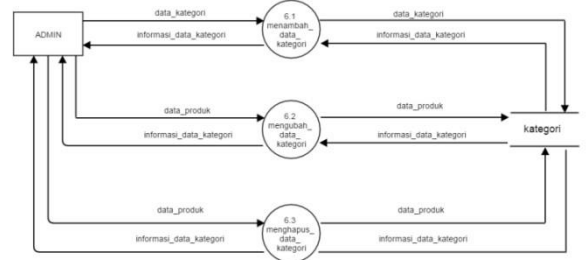 data_kategori
6.1
menambah_
data_
kategori
data_kategori
ADMIN
informasi_data_kategori
informasi_data_kategori
data_produk
6.2
mengubah_
data_
kategori
data_produk
informasi_data_kategori
informasi_data_kategori
kategori
data_produk
6.3
menghapus_
data_
kategori
data_produk
informasi_data_kategori
informasi_data_kategori